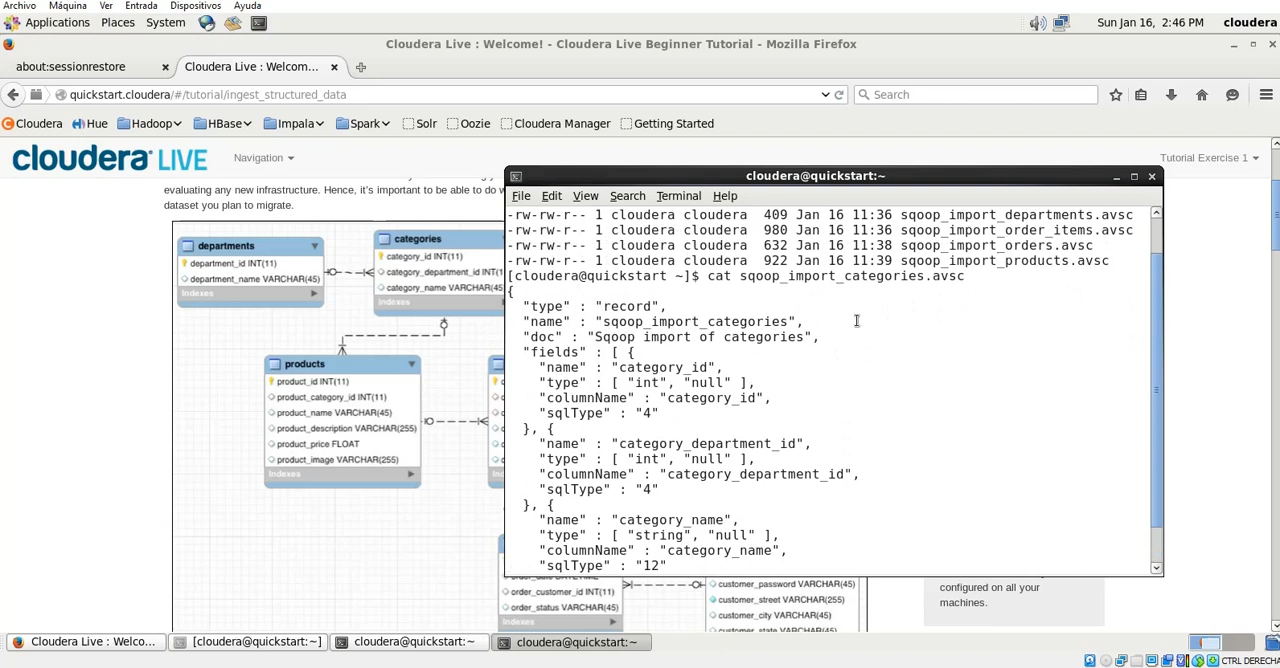 Archivo Máquina Ver Entrada Dispositivos Ayuda
Applications Places System Sun Jan 16, 2:46 PM cloudera
Cloudera Live : Welcome! - Cloudera Live Beginner Tutorial - Mozilla Firefox
about:sessionrestore Cloudera Live : Welcom...
quickstart.cloudera/#/tutorial/ingest_structured_data Search
Cloudera Hue Hadoop HBase Impala Spark Solr Oozie Cloudera Manager Getting Started
cloudera LIVE Navigation Tutorial Exercise 1
evaluating any new infrastructure. Hence, it's important to be able to do w
dataset you plan to migrate.
departments
department_id INT(11)
department_name VARCHAR(45)
Indexes
categories
category_id INT(11)
category_department_id INT(1
category_name VARCHAR(45
Indexes
products
product_id INT(11)
product_category_id INT(11)
product_name VARCHAR(45)
product_description VARCHAR(255)
product_price FLOAT
product_image VARCHAR(255)
Indexes
cloudera@quickstart:~
File Edit View Search Terminal Help
-rw-rw-r-- 1 cloudera cloudera 409 Jan 16 11:36 sqoop_import_departments.avsc
-rw-rw-r-- 1 cloudera cloudera 980 Jan 16 11:36 sqoop_import_order_items.avsc
-rw-rw-r-- 1 cloudera cloudera 632 Jan 16 11:38 sqoop_import_orders.avsc
-rw-rw-r-- 1 cloudera cloudera 922 Jan 16 11:39 sqoop_import_products.avsc
[cloudera@quickstart ~]$ cat sqoop_import_categories.avsc
{
"type" : "record",
"name" : "sqoop_import_categories",
"doc" : "Sqoop import of categories",
"fields" : [ {
"name" : "category_id",
"type" : [ "int", "null" ],
"columnName" : "category_id",
"sqlType" : "4"
}, {
"name" : "category_department_id",
"type" : [ "int", "null" ],
"columnName" : "category_department_id",
"sqlType" : "4"
}, {
"name" : "category_name",
"type" : [ "string", "null" ],
"columnName" : "category_name",
"sqlType" : "12"
order_customer_id INT(11)
order_status VARCHAR(45)
Indexes
customer_password VARCHAR(45)
customer_street VARCHAR(255)
customer_city VARCHAR(45)
customer_state VARCHAR(45)
configured on all your
machines.
Cloudera Live : Welco... [cloudera@quickstart:~] cloudera@quickstart:~ cloudera@quickstart:~
CTRL DERECHA